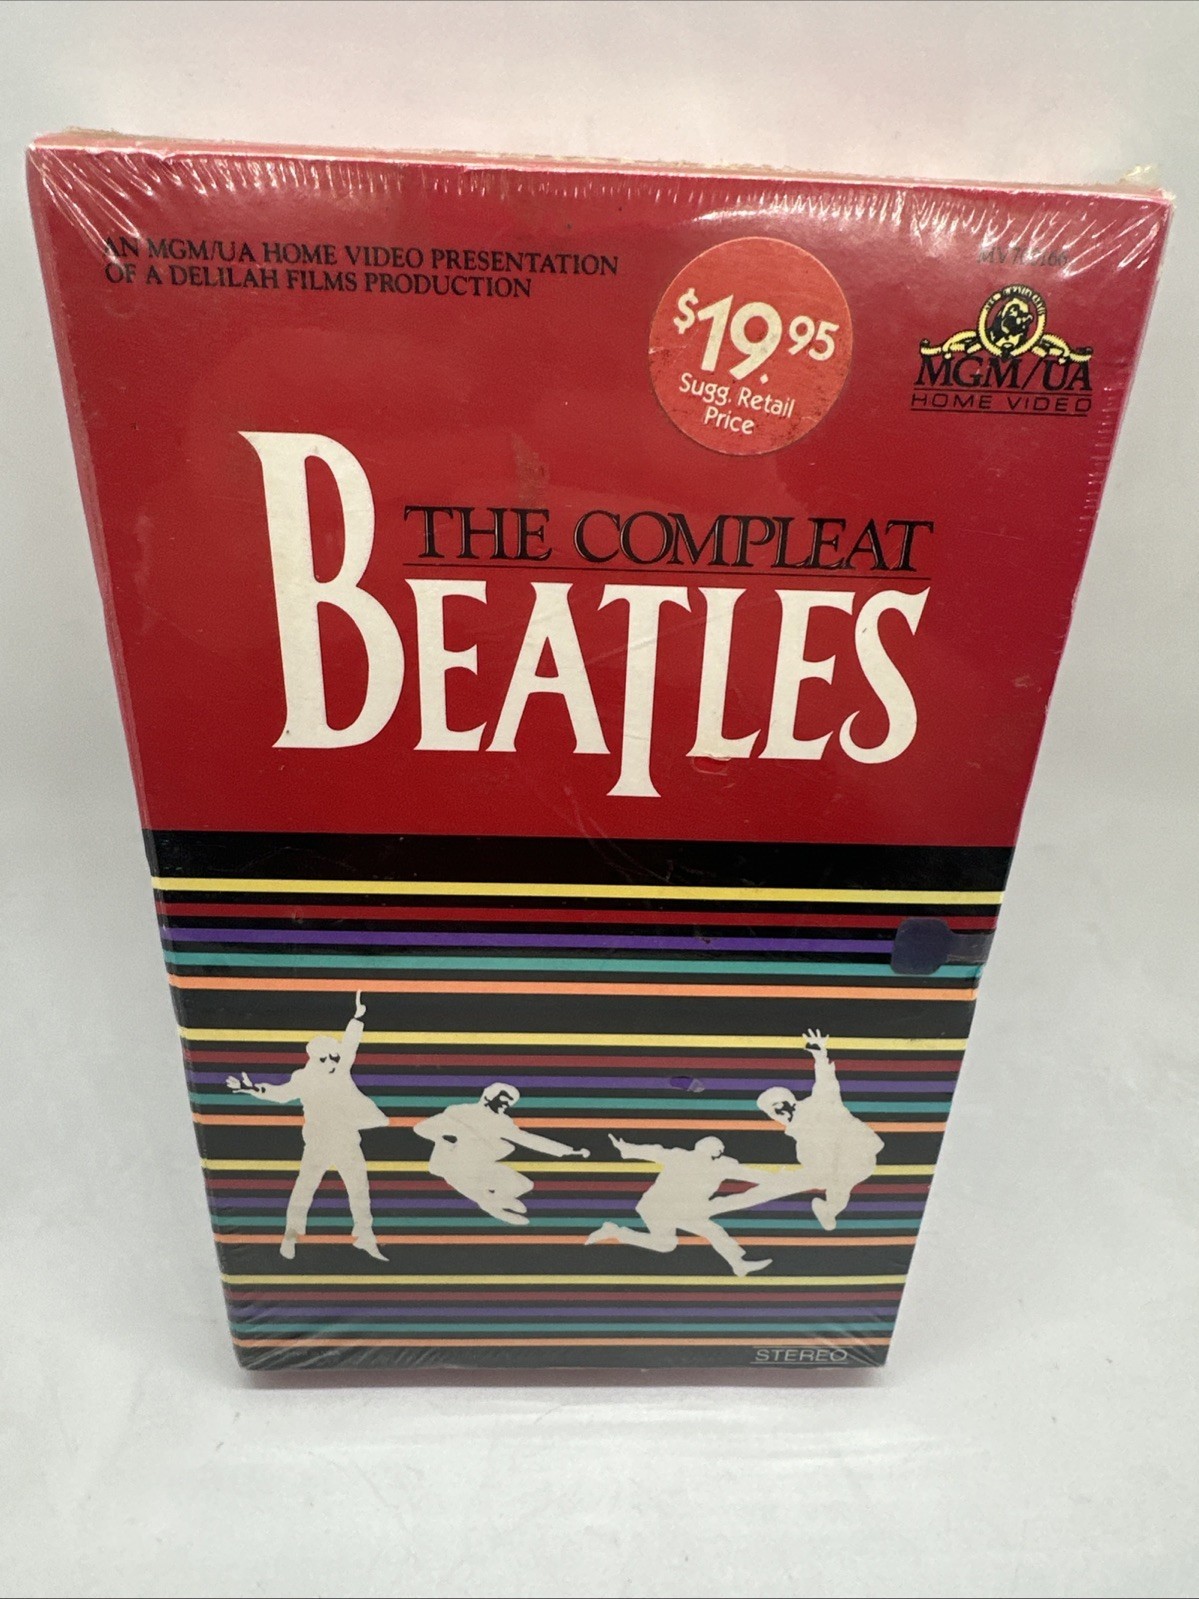 AN MGM/UA HOME VIDEO PRESENTATION
OF A DELILAH FILMS PRODUCTION
$19.95
Sugg. Retail
Price
MGM/UA
HOME VIDEO
THE COMPLEAT
BEATLES
STEREO